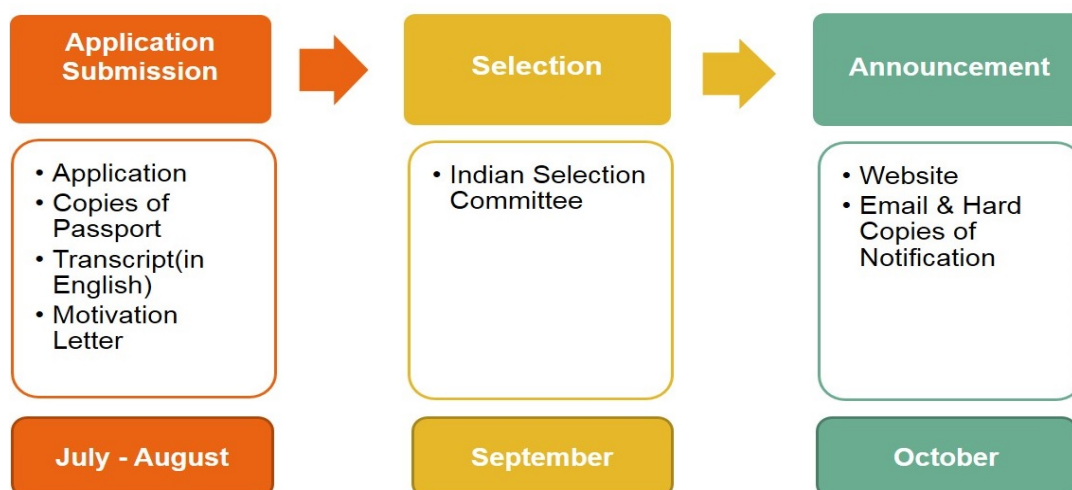 Application
Submission
Selection
Announcement
• Application
• Copies of
Passport
• Transcript(in
English)
• Motivation
Letter
• Indian Selection
Committee
• Website
• Email & Hard
Copies of
Notification
July - August
September
October